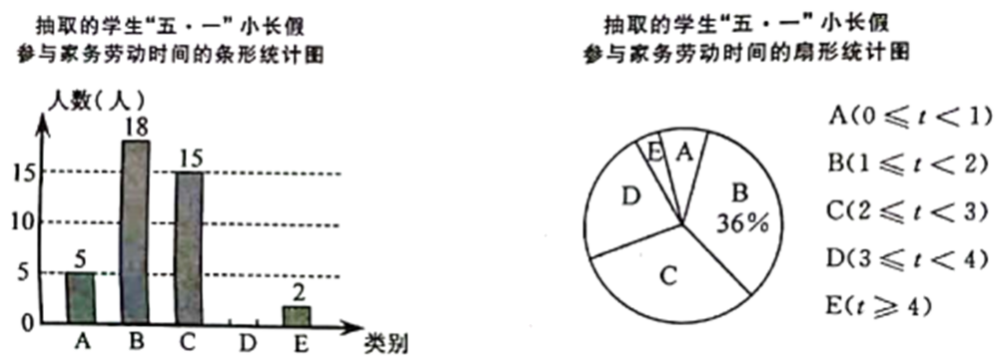 抽取的学生“五·一”小长假
参与家务劳动时间的条形统计图
人数(人)
18
15
15
10
5
5
2
0
A
B
C
D
E
类别
抽取的学生“五·一”小长假
参与家务劳动时间的扇形统计图
E
A
D
B
36%
C
A(0⩽t<1)
B(1⩽t<2)
C(2⩽t<3)
D(3⩽t<4)
E(t⩾4)